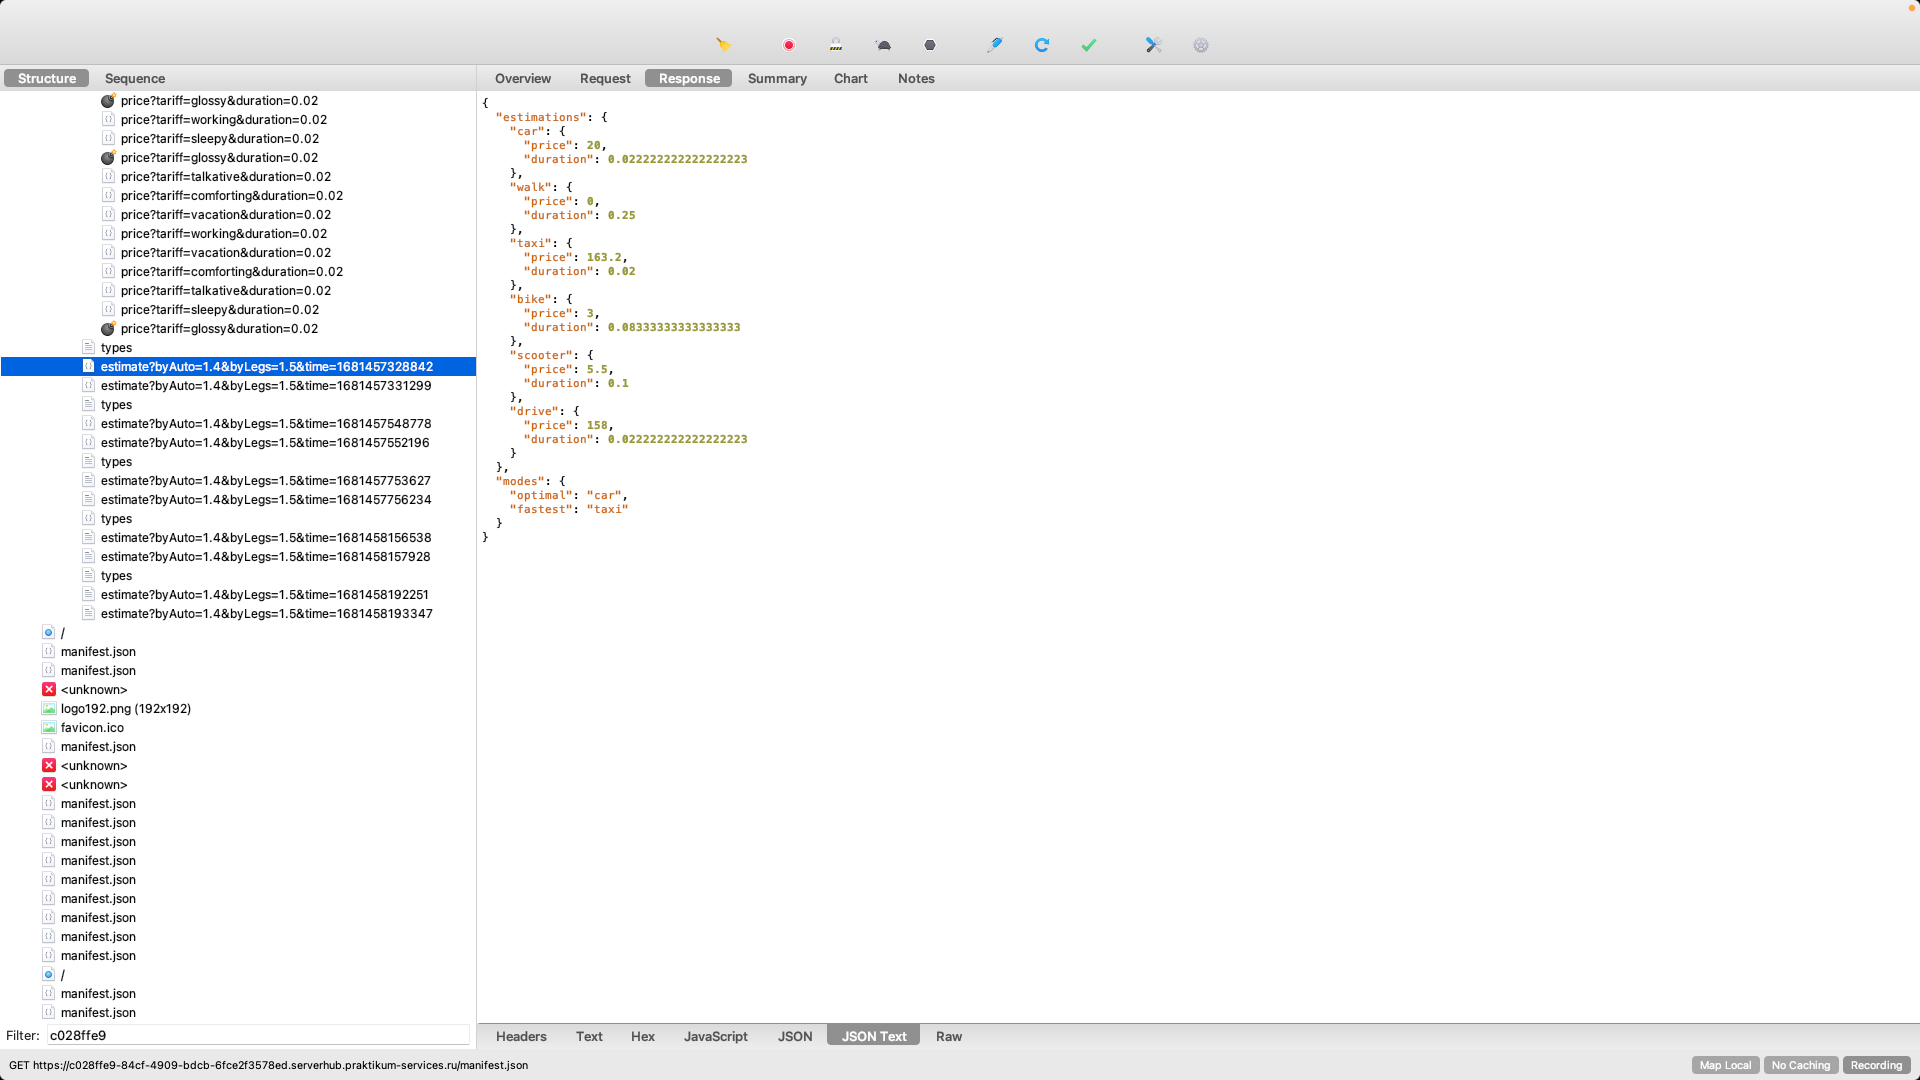 Structure
Sequence
Overview
Request
Response
Summary
Chart
Notes
price?tariff=glossy&duration=0.02
price?tariff=working&duration=0.02
price?tariff=sleepy&duration=0.02
price?tariff=glossy&duration=0.02
price?tariff=talkative&duration=0.02
price?tariff=comforting&duration=0.02
price?tariff=vacation&duration=0.02
price?tariff=working&duration=0.02
price?tariff=vacation&duration=0.02
price?tariff=comforting&duration=0.02
price?tariff=talkative&duration=0.02
price?tariff=sleepy&duration=0.02
price?tariff=glossy&duration=0.02
types
estimate?byAuto=1.4&byLegs=1.5&time=1681457328842
estimate?byAuto=1.4&byLegs=1.5&time=1681457331299
types
estimate?byAuto=1.4&byLegs=1.5&time=1681457548778
estimate?byAuto=1.4&byLegs=1.5&time=1681457552196
types
estimate?byAuto=1.4&byLegs=1.5&time=1681457753627
estimate?byAuto=1.4&byLegs=1.5&time=1681457756234
types
estimate?byAuto=1.4&byLegs=1.5&time=1681458156538
estimate?byAuto=1.4&byLegs=1.5&time=1681458157928
types
estimate?byAuto=1.4&byLegs=1.5&time=1681458192251
estimate?byAuto=1.4&byLegs=1.5&time=1681458193347
/
manifest.json
manifest.json
<unknown>
logo192.png (192x192)
favicon.ico
manifest.json
<unknown>
<unknown>
manifest.json
manifest.json
manifest.json
manifest.json
manifest.json
manifest.json
manifest.json
manifest.json
manifest.json
/
manifest.json
manifest.json
Filter: c028ffe9
{
"estimations": {
"car": {
"price": 20,
"duration": 0.022222222222222223
},
"walk": {
"price": 0,
"duration": 0.25
},
"taxi": {
"price": 163.2,
"duration": 0.02
},
"bike": {
"price": 3,
"duration": 0.08333333333333333
},
"scooter": {
"price": 5.5,
"duration": 0.1
},
"drive": {
"price": 158,
"duration": 0.022222222222222223
}
},
"modes": {
"optimal": "car",
"fastest": "taxi"
}
}
Headers
Text
Hex
JavaScript
JSON
JSON Text
Raw
GET https://c028ffe9-84cf-4909-bdcb-6fce2f3578ed.serverhub.praktikum-services.ru/manifest.json
Map Local
No Caching
Recording